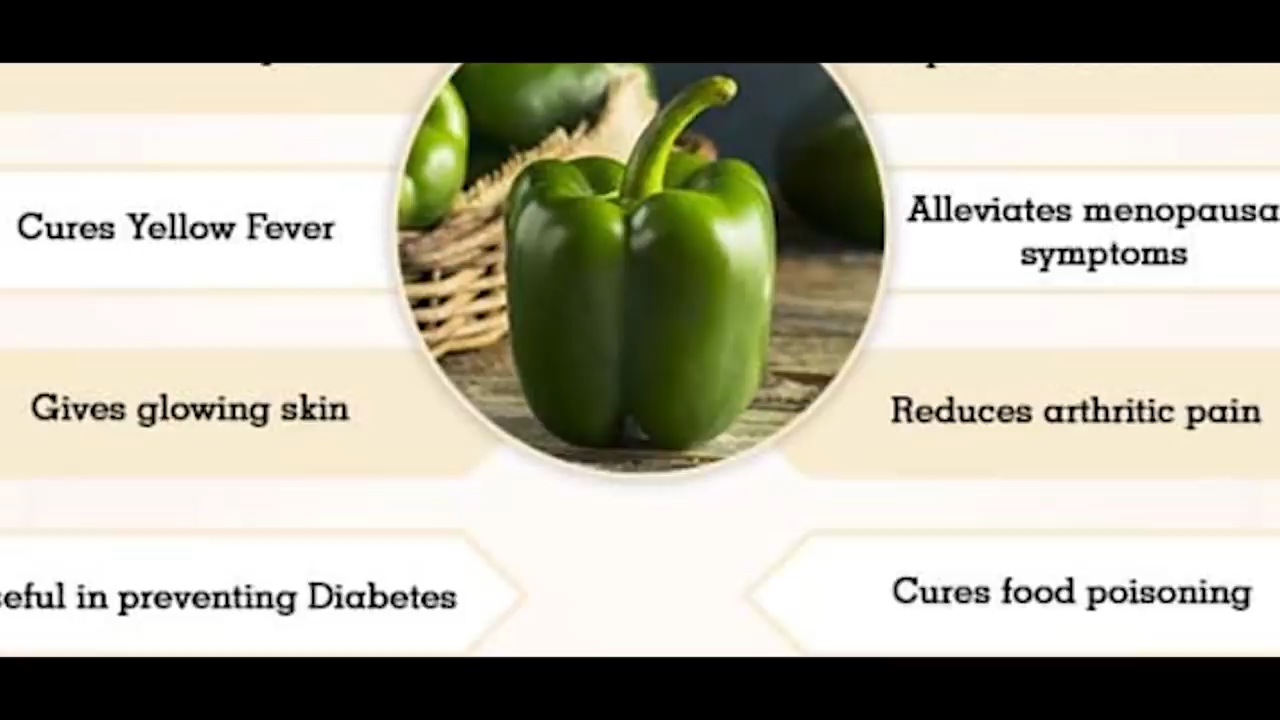 Cures Yellow Fever
Alleviates menopausa
symptoms
Gives glowing skin
Reduces arthritic pain
seful in preventing Diabetes
Cures food poisoning